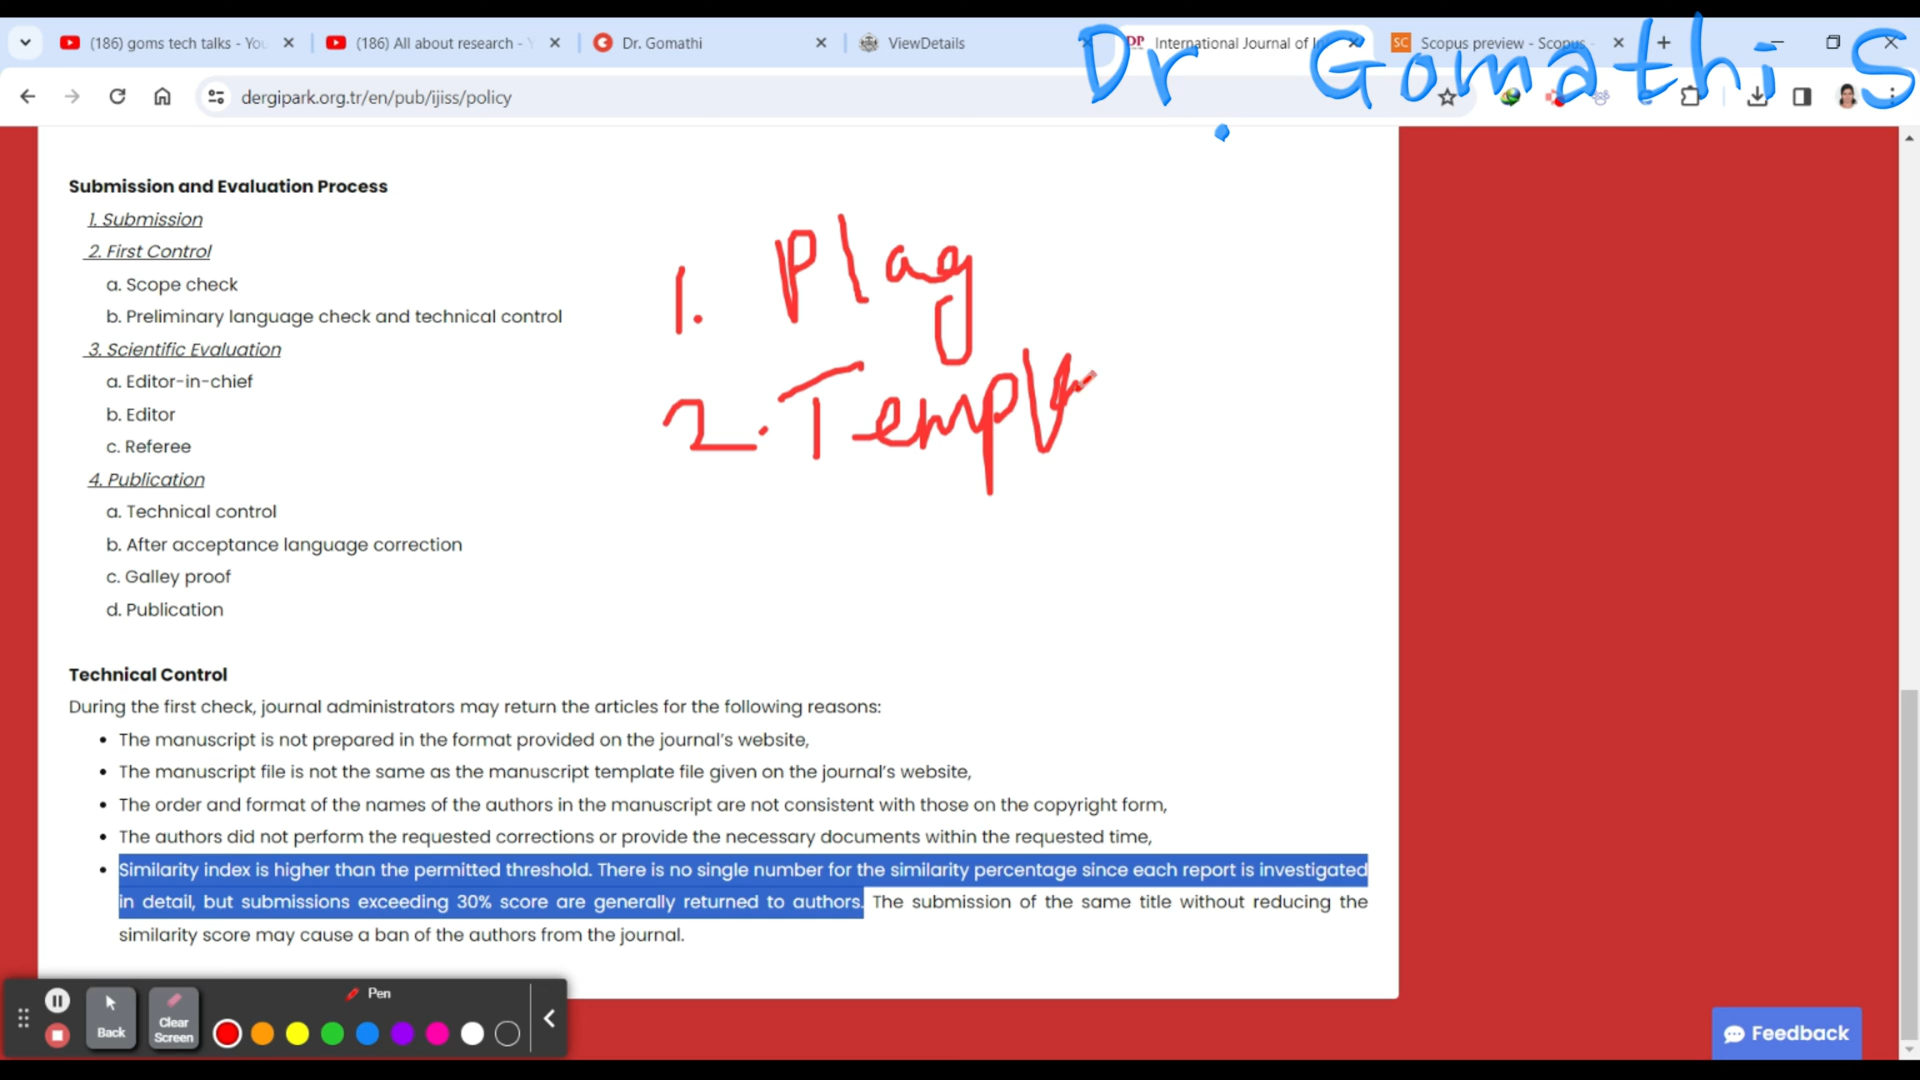 (186) goms tech talks - You
(186) All about research - Y
Dr. Gomathi
ViewDetails
DP International Journal of I
SC Scopus preview - Scopus
dergipark.org.tr/en/pub/ijiss/policy
Dr. Gomathi S
Submission and Evaluation Process
1. Submission
2. First Control
a. Scope check
b. Preliminary language check and technical control
3. Scientific Evaluation
a. Editor-in-chief
b. Editor
c. Referee
4. Publication
a. Technical control
b. After acceptance language correction
c. Galley proof
d. Publication
1. Plag
2. Templa
Technical Control
During the first check, journal administrators may return the articles for the following reasons:
• The manuscript is not prepared in the format provided on the journal's website,
• The manuscript file is not the same as the manuscript template file given on the journal's website,
• The order and format of the names of the authors in the manuscript are not consistent with those on the copyright form,
• The authors did not perform the requested corrections or provide the necessary documents within the requested time,
• Similarity index is higher than the permitted threshold. There is no single number for the similarity percentage since each report is investigated
in detail, but submissions exceeding 30% score are generally returned to authors. The submission of the same title without reducing the
similarity score may cause a ban of the authors from the journal.
Pen
Back
Clear
Screen
Feedback